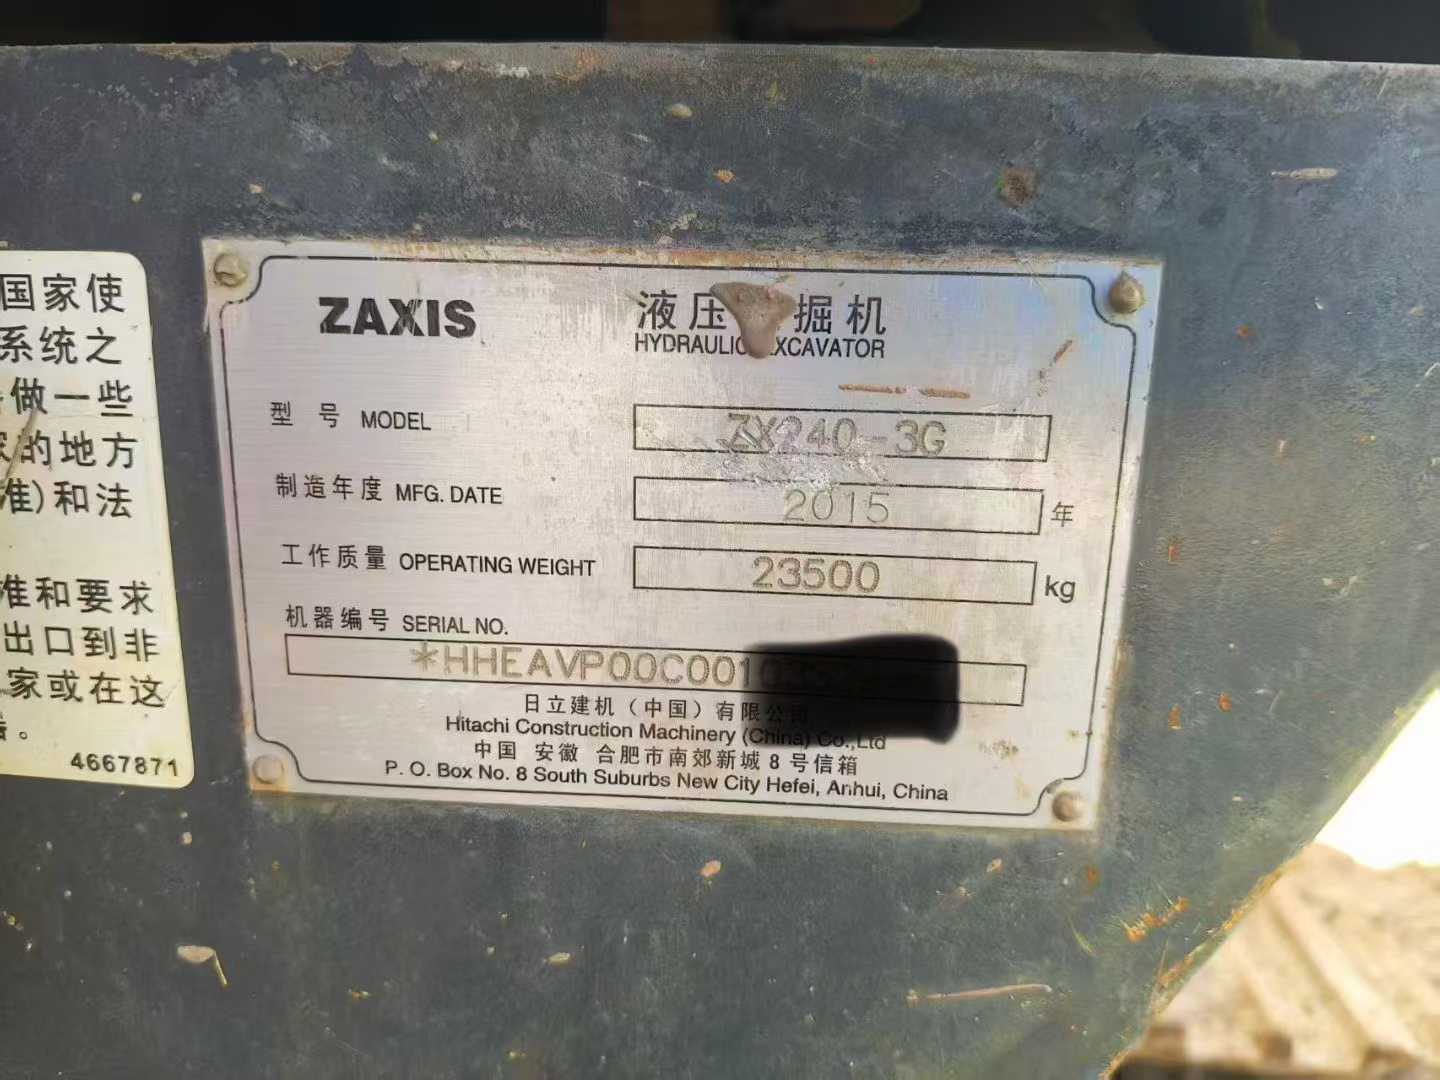 国家使
系统之
做一些
的地方
准)和法
准和要求
出口到非
家或在这
。
4667871
ZAXIS
液压 掘机
HYDRAULIC EXCAVATOR
型号 MODEL ZX240-3G
制造年度 MFG. DATE 2015 年
工作质量 OPERATING WEIGHT 23500 kg
机器编号 SERIAL NO.
*HHEAVP00C0010
日立建机（中国）有限公司
Hitachi Construction Machinery (China) Co.,Ltd
中国 安徽 合肥市南郊新城 8 号信箱
P. O. Box No. 8 South Suburbs New City Hefei, Anhui, China